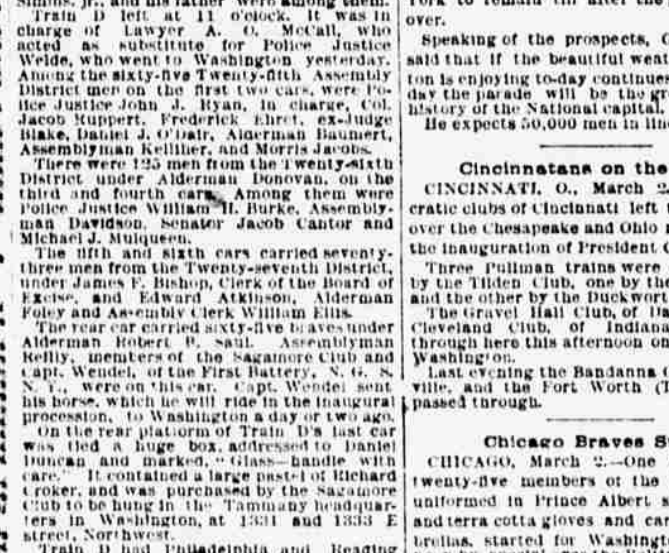 Simms, Jr., and his father were among them.
Train D left at 11 o'clock. It was in
charge of Lawyer A. O. McCall, who
acted as substitute for Police Justice
Welde, who went to Washington yesterday.
Among the sixty-five Twenty-fifth Assembly
District men on the first two cars, were Po-
lice Justice John J. Ryan, in charge, Col.
Jacob Ruppert, Frederick Ehret, ex-Judge
Blake, Daniel J. O'Dair, Alderman Baumert,
Assemblyman Kelliher, and Morris Jacobs.
There were 125 men from the Twenty-sixth
District under Alderman Donovan, on the
third and fourth cars. Among them were
Police Justice William H. Burke, Assembly-
man Davidson, Senator Jacob Cantor and
Michael J. Mulqueen.
The fifth and sixth cars carried seventy-
three men from the Twenty-seventh District,
under James F. Bishop, Clerk of the Board of
Excise, and Edward Atkinson, Alderman
Foley and Assembly Clerk William Ellis.
The rear car carried sixty-five braves under
Alderman Robert B. Saul. Assemblyman
Reilly, members of the Sagamore Club and
Capt. Wendel, of the First Battery, N. G. S.
N. Y., were on this car. Capt. Wendel sent
his horse, which he will ride in the inaugural
procession, to Washington a day or two ago.
On the rear platform of Train D's last car
was tied a huge box, addressed to Daniel
Duncan and marked, "Glass—handle with
care." It contained a large pastel of Richard
Croker, and was purchased by the Sagamore
Club to be hung in the Tammany headquar-
ters in Washington, at 1331 and 1333 E
street, Northwest.
Train D had Philadelphia and Reading
York to remain till after the
over.
Speaking of the prospects, C
said that if the beautiful weat
ton is enjoying to-day continues
day the parade will be the gr
history of the National capital.
He expects 50,000 men in lin
Cincinnatans on the
CINCINNATI, O., March 2
cratic clubs of Cincinnati left
over the Chesapeake and Ohio
the inauguration of President C
Three Pullman trains were
by the Tilden Club, one by the
and the other by the Duckwor
The Gravel Hall Club, of Da
Cleveland Club, of Indiana
through here this afternoon on
Washington.
Last evening the Bandanna C
ville, and the Fort Worth (T
passed through.
Chicago Braves S
CHICAGO, March 2.—One
twenty-five members of the
uniformed in Prince Albert
and terra cotta gloves and ca
brellas, started for Washingt